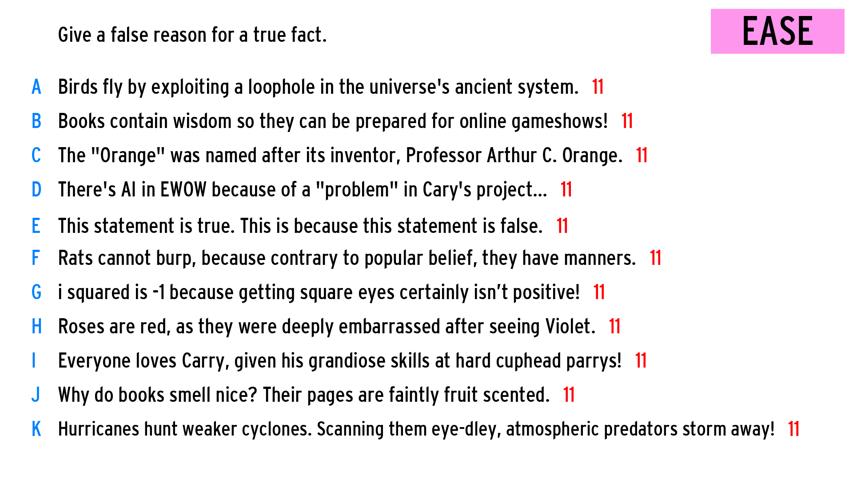 Give a false reason for a true fact.
EASE
A Birds fly by exploiting a loophole in the universe's ancient system. 11
B Books contain wisdom so they can be prepared for online gameshows! 11
C The "Orange" was named after its inventor, Professor Arthur C. Orange. 11
D There's AI in EWOW because of a "problem" in Cary's project... 11
E This statement is true. This is because this statement is false. 11
F Rats cannot burp, because contrary to popular belief, they have manners. 11
G i squared is -1 because getting square eyes certainly isn’t positive! 11
H Roses are red, as they were deeply embarrassed after seeing Violet. 11
I Everyone loves Carry, given his grandiose skills at hard cuphead parrys! 11
J Why do books smell nice? Their pages are faintly fruit scented. 11
K Hurricanes hunt weaker cyclones. Scanning them eye-dley, atmospheric predators storm away! 11